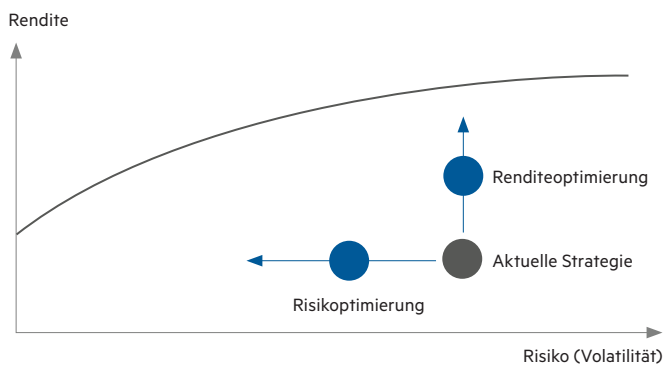 Rendite
Renditeoptimierung
Aktuelle Strategie
Risikoptimierung
Risiko (Volatilität)